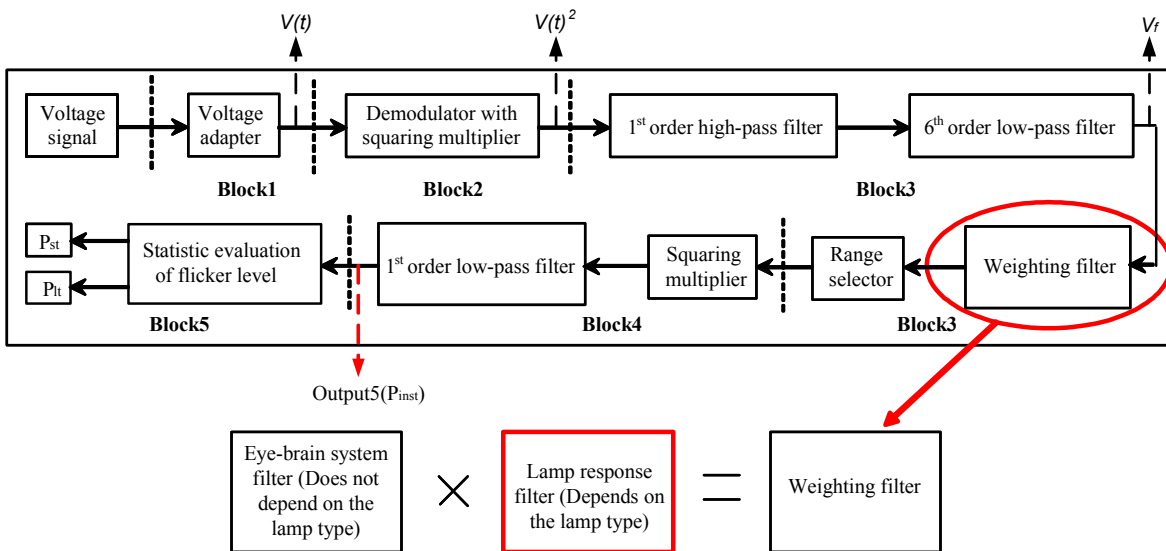 V(t)
V(t)²
Vf
Voltage
signal
Voltage
adapter
Demodulator with
squaring multiplier
1st order high-pass filter
6th order low-pass filter
Block1
Block2
Block3
Pst
Plt
Statistic evaluation
of flicker level
1st order low-pass filter
Squaring
multiplier
Range
selector
Weighting filter
Block5
Block4
Block3
Output5(Pinst)
Eye-brain system
filter (Does not
depend on the
lamp type)
×
Lamp response
filter (Depends on
the lamp type)
=
Weighting filter